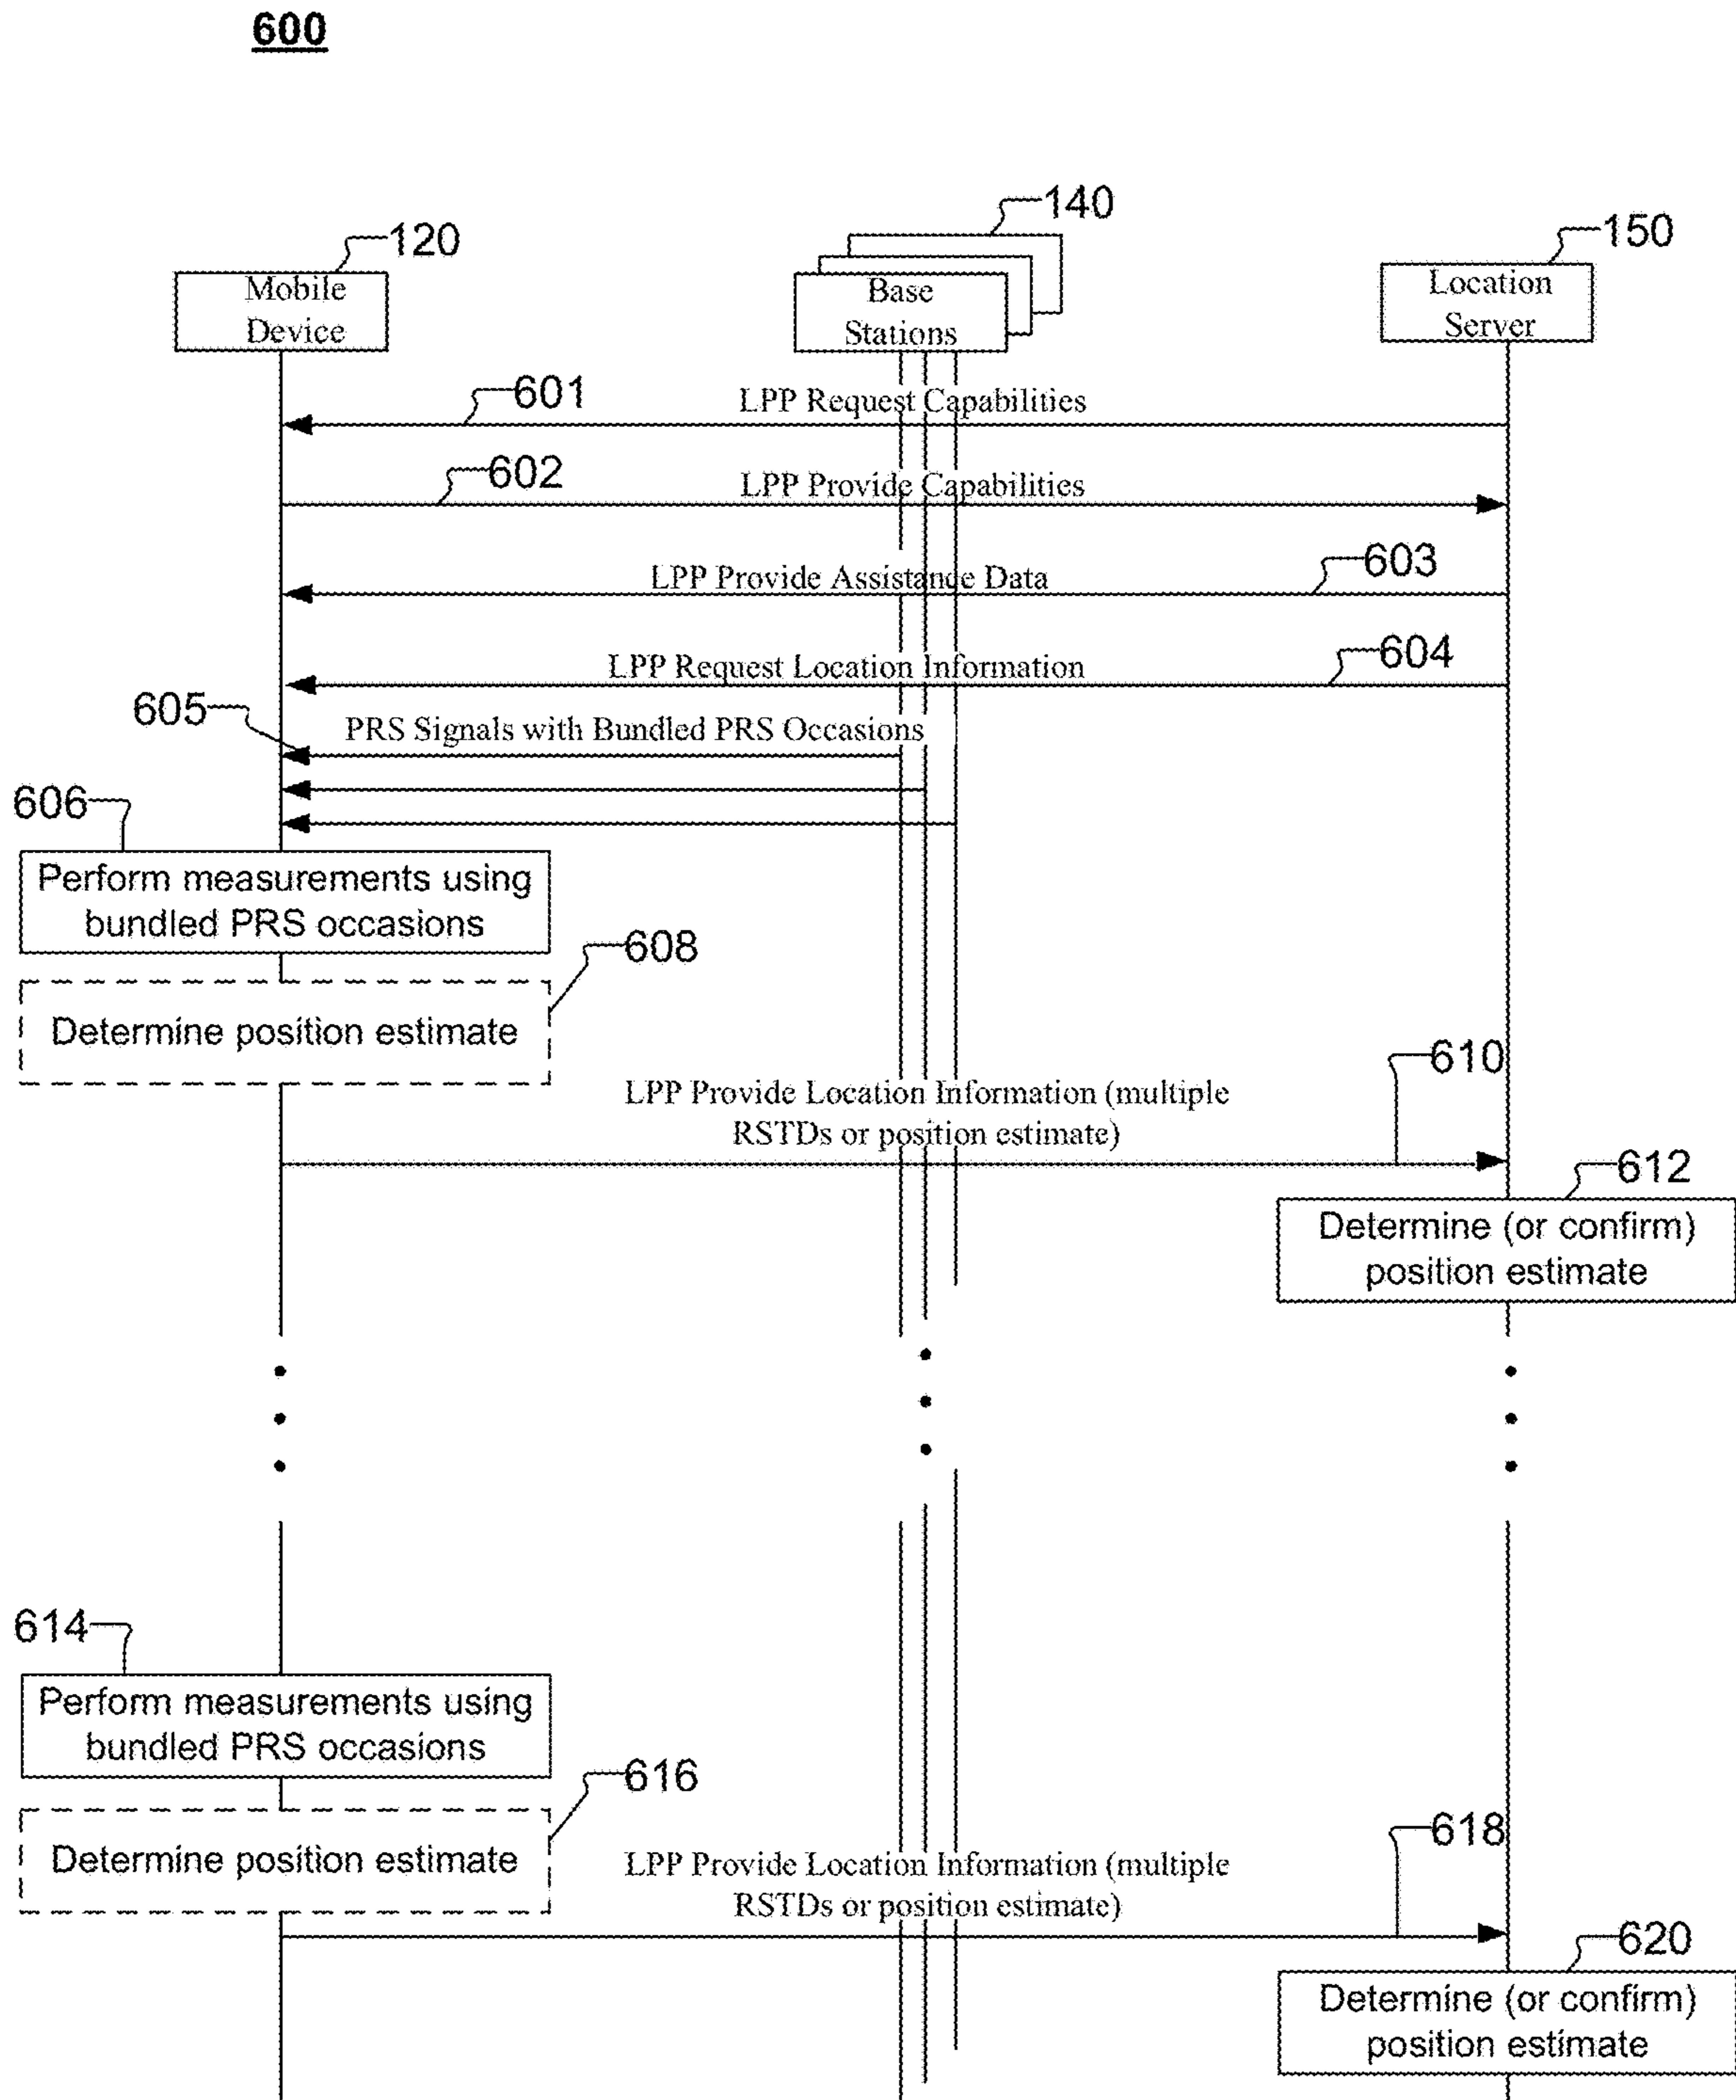 600
140
120
150
Mobile
Device
Base
Stations
Location
Server
601
LPP Request Capabilities
602
LPP Provide Capabilities
603
LPP Provide Assistance Data
604
LPP Request Location Information
605
PRS Signals with Bundled PRS Occasions
606
Perform measurements using
bundled PRS occasions
608
Determine position estimate
610
LPP Provide Location Information (multiple
RSTDs or position estimate)
612
Determine (or confirm)
position estimate
614
Perform measurements using
bundled PRS occasions
616
Determine position estimate
618
LPP Provide Location Information (multiple
RSTDs or position estimate)
620
Determine (or confirm)
position estimate